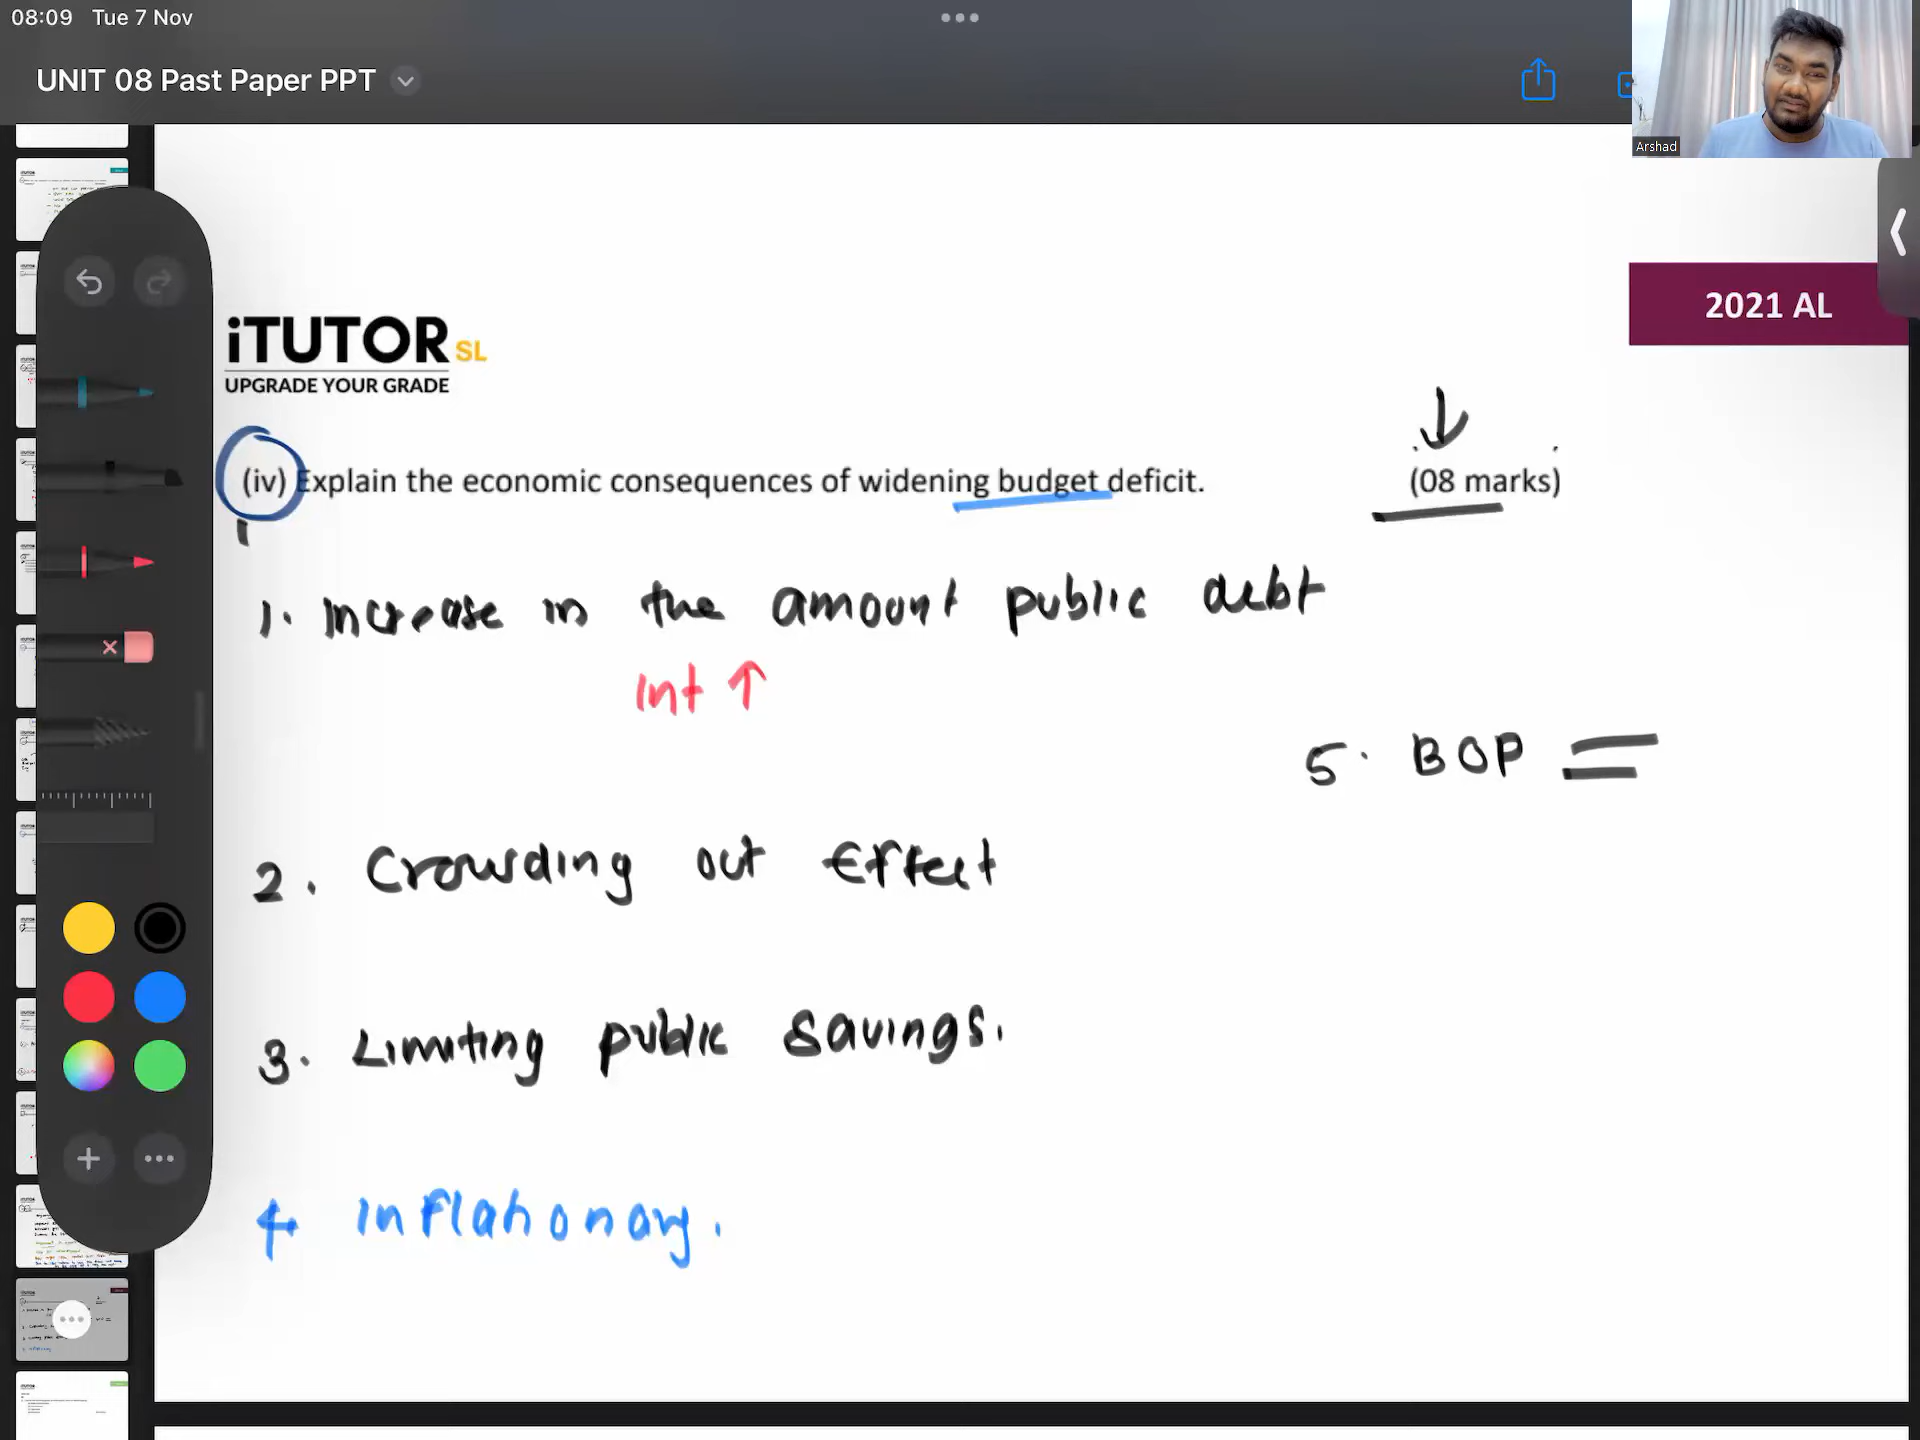 08:09 Tue 7 Nov
UNIT 08 Past Paper PPT
Arshad
2021 AL
iTUTOR SL
UPGRADE YOUR GRADE
(iv) Explain the economic consequences of widening budget deficit. (08 marks)
1. Increase in the amount public debt
Int ↑
5. BOP
2. Crowding out Effect
3. Limiting public savings.
4 Inflationary.